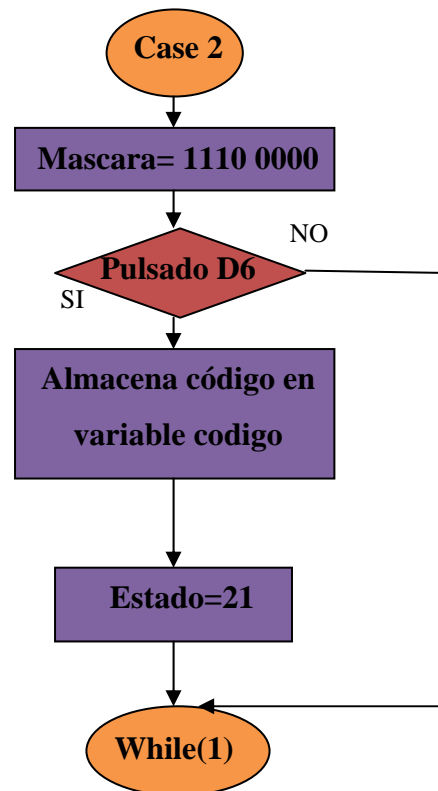 Case 2
Mascara= 1110 0000
NO
Pulsado D6
SI
Almacena código en
variable codigo
Estado=21
While(1)